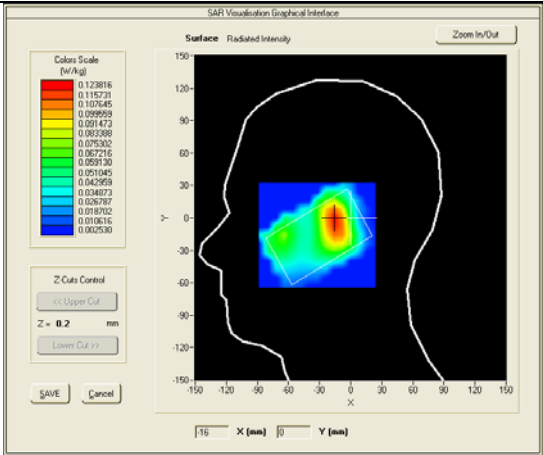 SAR Visualisation Graphical Interface
Surface Radiated Intensity
Zoom In/Out
Colors Scale
(W/kg)
0.123816
0.115731
0.107645
0.099559
0.091473
0.083388
0.075302
0.067216
0.059130
0.051045
0.042959
0.034873
0.026787
0.018702
0.010616
0.002530
Z-Cuts Control
<< Upper Cut
Z = 0.2 mm
Lower Cut >>
SAVE Cancel
150
120
90
60
30
0
-30
-60
-90
-120
-150
Y
-150 -120 -90 -60 -30 0 30 60 90 120 150
X
-16 X (mm) 0 Y (mm)